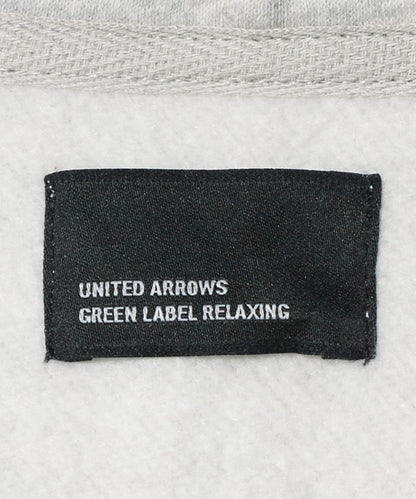 UNITED ARROWS
GREEN LABEL RELAXING